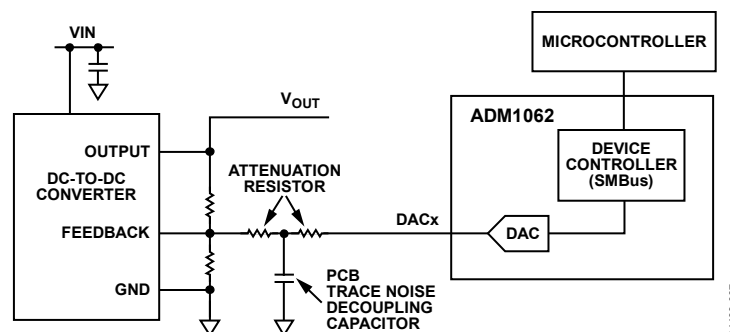 VIN
MICROCONTROLLER
VOUT
ADM1062
OUTPUT
DEVICE
CONTROLLER
(SMBus)
DC-TO-DC
CONVERTER
ATTENUATION
RESISTOR
FEEDBACK
DACx
DAC
GND
PCB
TRACE NOISE
DECOUPLING
CAPACITOR